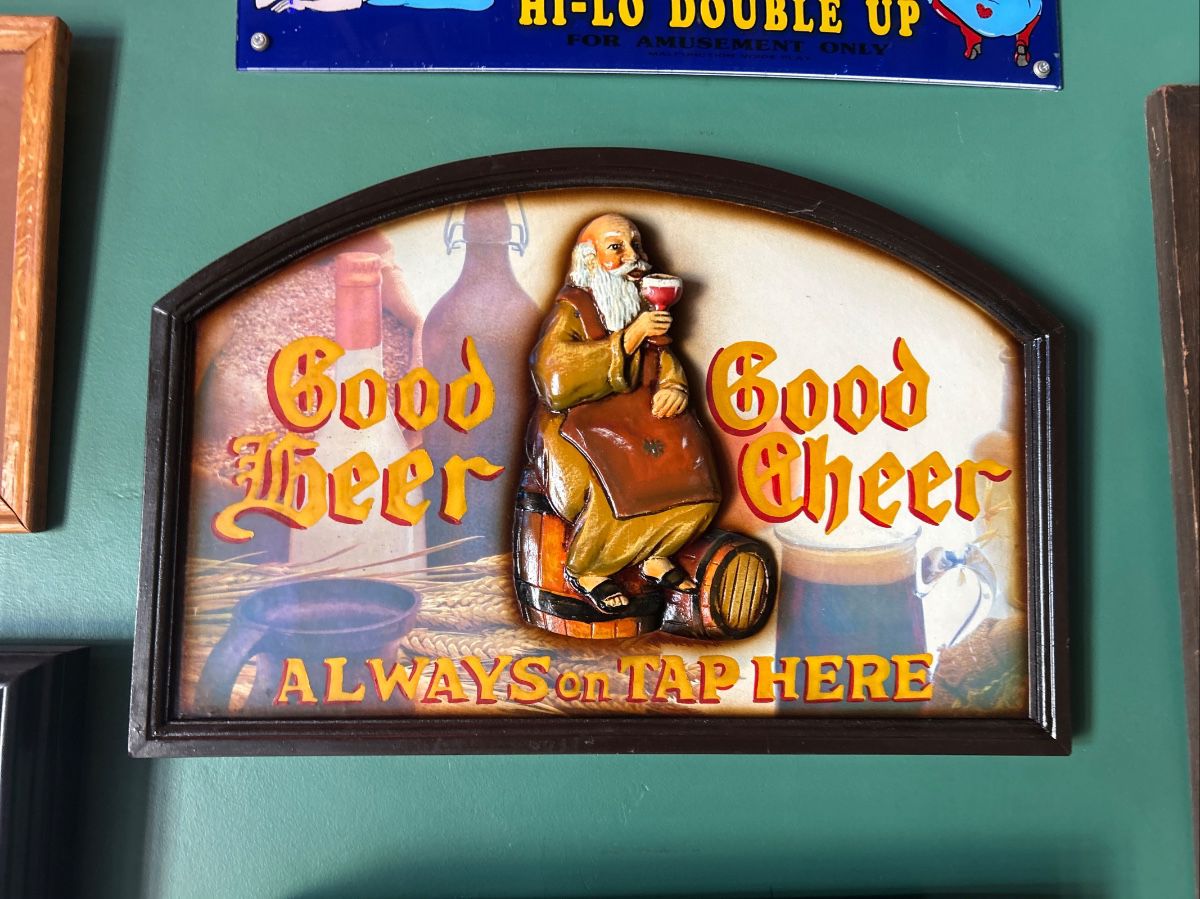 HI-LO DOUBLE UP
FOR AMUSEMENT ONLY
Good
Beer
Good
Cheer
ALWAYS on TAP HERE